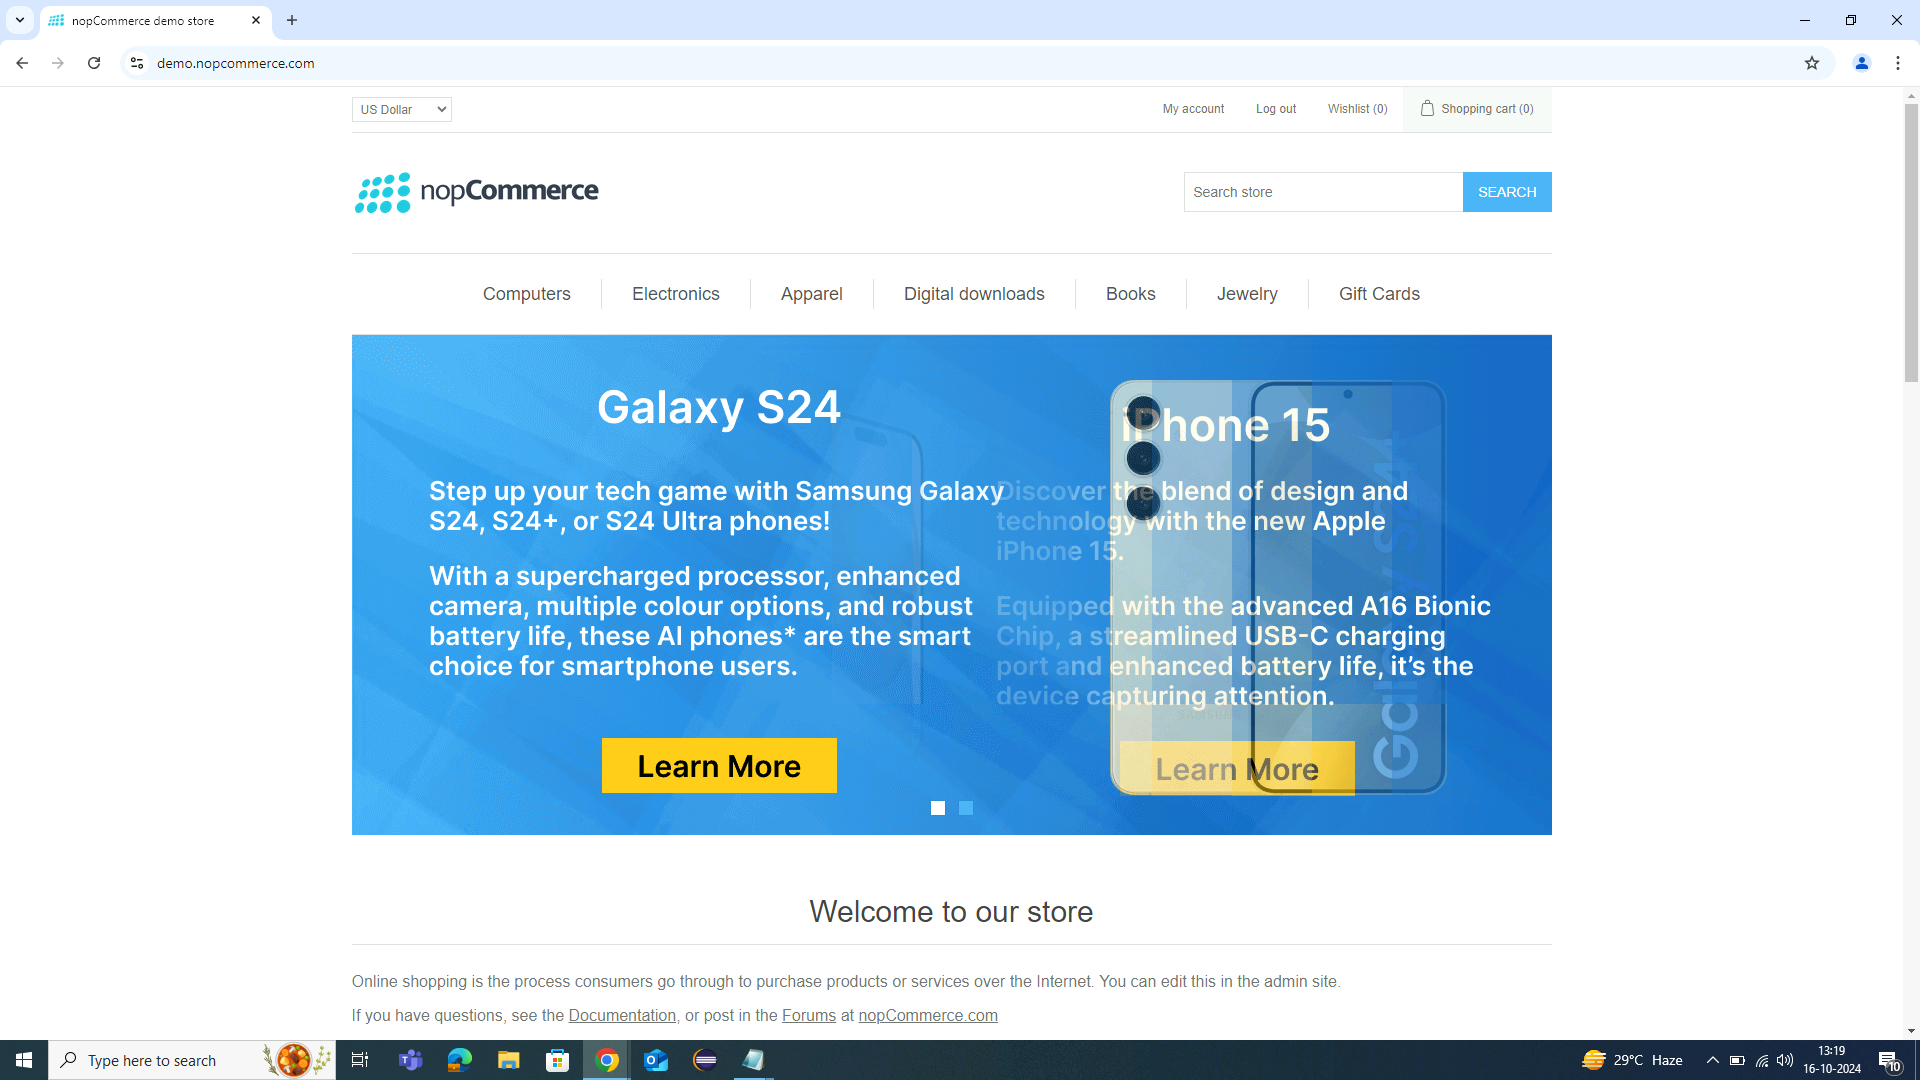 nopCommerce demo store
demo.nopcommerce.com
US Dollar
My account
Log out
Wishlist (0)
Shopping cart (0)
nopCommerce
Search store
SEARCH
Computers
Electronics
Apparel
Digital downloads
Books
Jewelry
Gift Cards
Galaxy S24
Step up your tech game with Samsung Galaxy
S24, S24+, or S24 Ultra phones!
With a supercharged processor, enhanced
camera, multiple colour options, and robust
battery life, these AI phones* are the smart
choice for smartphone users.
Learn More
iPhone 15
Discover the blend of design and
technology with the new Apple
iPhone 15.
Equipped with the advanced A16 Bionic
Chip, a streamlined USB-C charging
port and enhanced battery life, it's the
device capturing attention.
Learn More
Galaxy S24
Welcome to our store
Online shopping is the process consumers go through to purchase products or services over the Internet. You can edit this in the admin site.
If you have questions, see the Documentation, or post in the Forums at nopCommerce.com
Type here to search
29°C Haze
13:19
16-10-2024
10